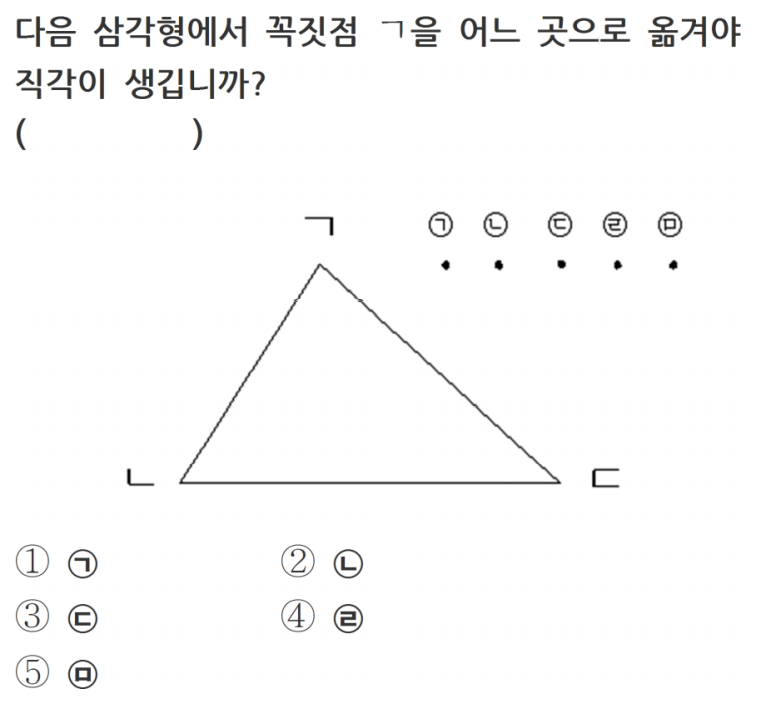 다음 삼각형에서 꼭짓점 ㄱ을 어느 곳으로 옮겨야
직각이 생깁니까?
(                )
ㄱ ㉠ ㉡ ㉢ ㉣ ㉤
ㄴ ㄷ
① ㉠ ② ㉡
③ ㉢ ④ ㉣
⑤ ㉤